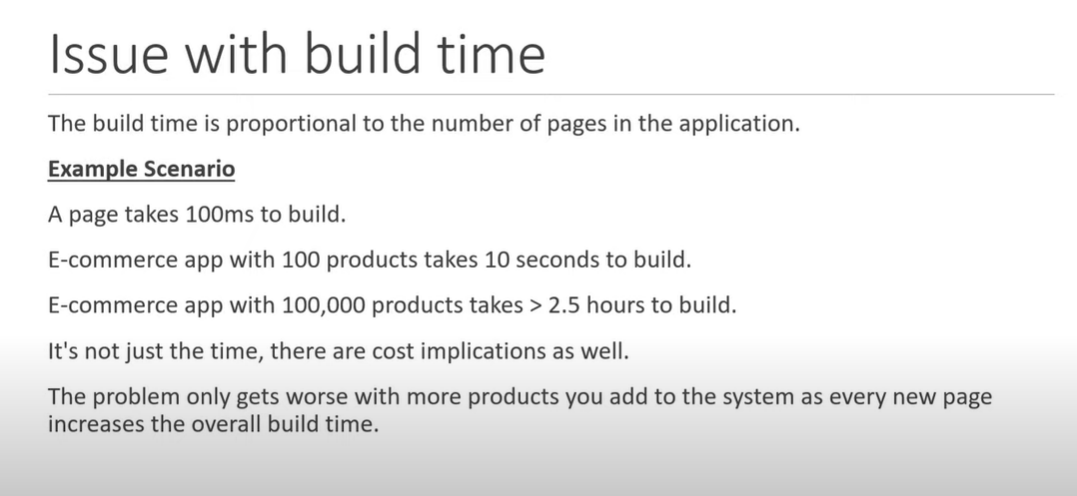 Issue with build time
The build time is proportional to the number of pages in the application.
Example Scenario
A page takes 100ms to build.
E-commerce app with 100 products takes 10 seconds to build.
E-commerce app with 100,000 products takes > 2.5 hours to build.
It's not just the time, there are cost implications as well.
The problem only gets worse with more products you add to the system as every new page
increases the overall build time.